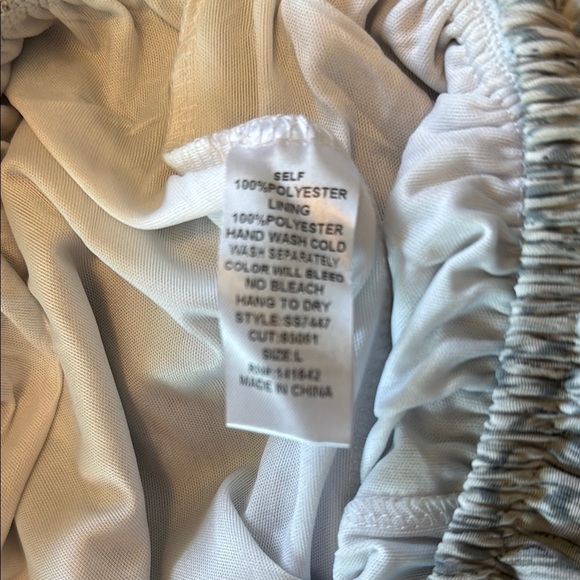 SELF
100%POLYESTER
LINING
100%POLYESTER
HAND WASH COLD
WASH SEPARATELY
COLOR WILL BLEED
NO BLEACH
HANG TO DRY
STYLE:SS7447
CUT:
SIZE:L
MADE IN CHINA